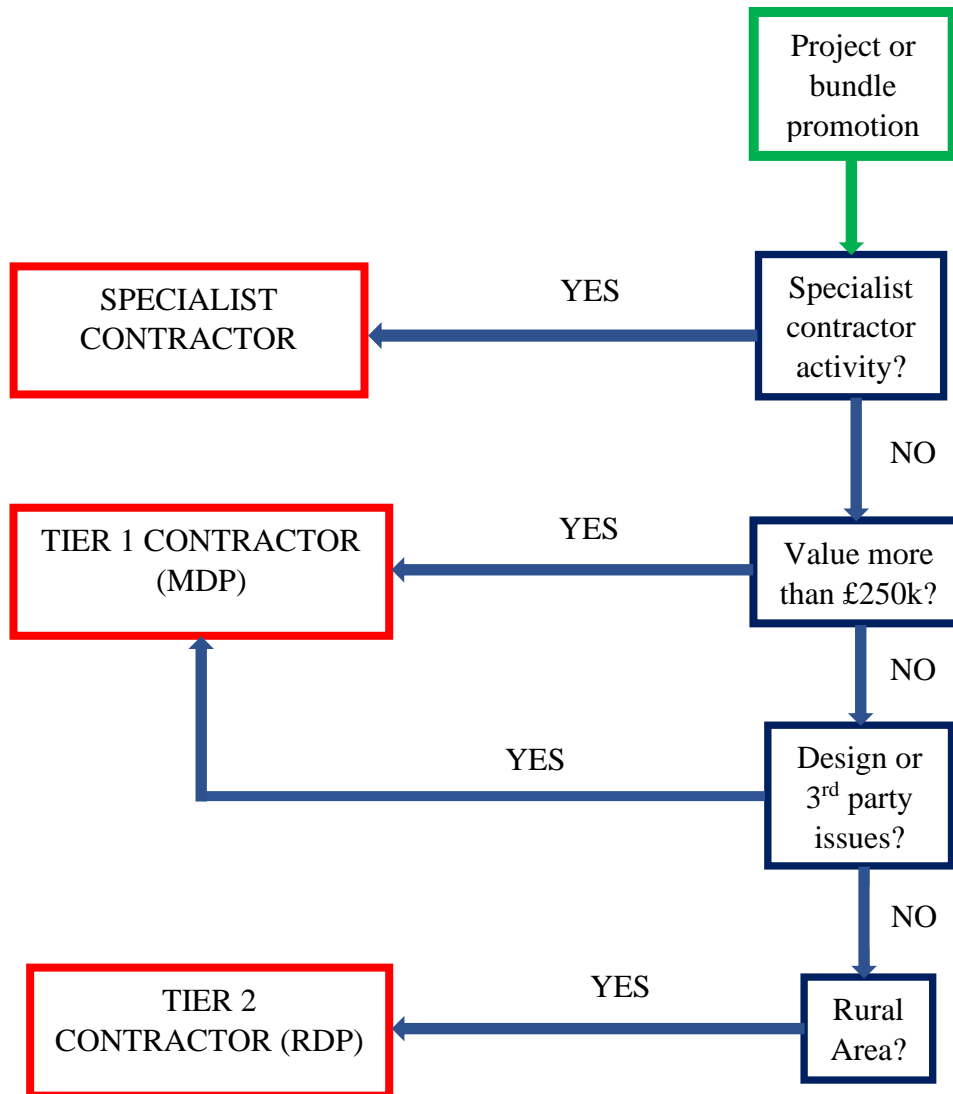 Project or
bundle
promotion
SPECIALIST
CONTRACTOR
YES
Specialist
contractor
activity?
NO
TIER 1 CONTRACTOR
(MDP)
YES
Value more
than £250k?
NO
YES
Design or
3rd party
issues?
NO
TIER 2
CONTRACTOR (RDP)
YES
Rural
Area?